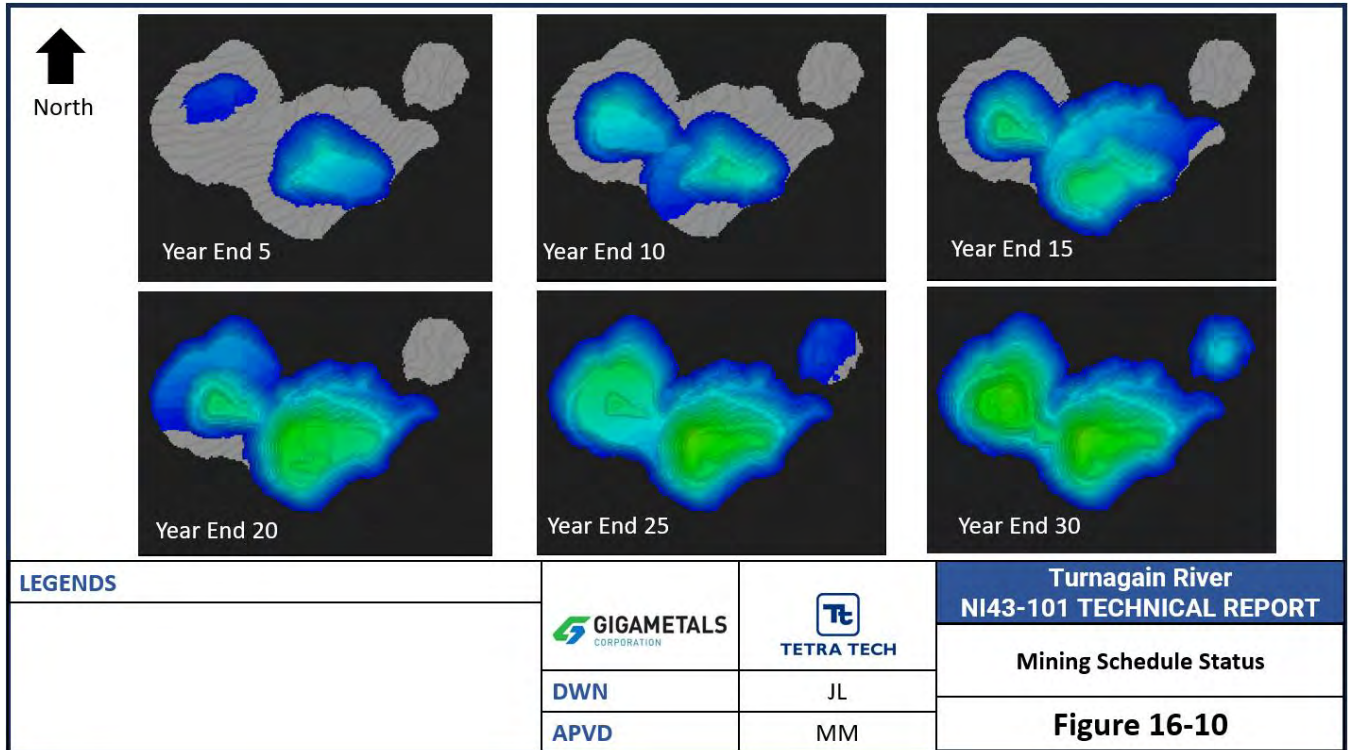 North
Year End 5
Year End 10
Year End 15
Year End 20
Year End 25
Year End 30
LEGENDS
GIGAMETALS
CORPORATION
Tt
TETRA TECH
DWN
JL
APVD
MM
Turnagain River
NI43-101 TECHNICAL REPORT
Mining Schedule Status
Figure 16-10